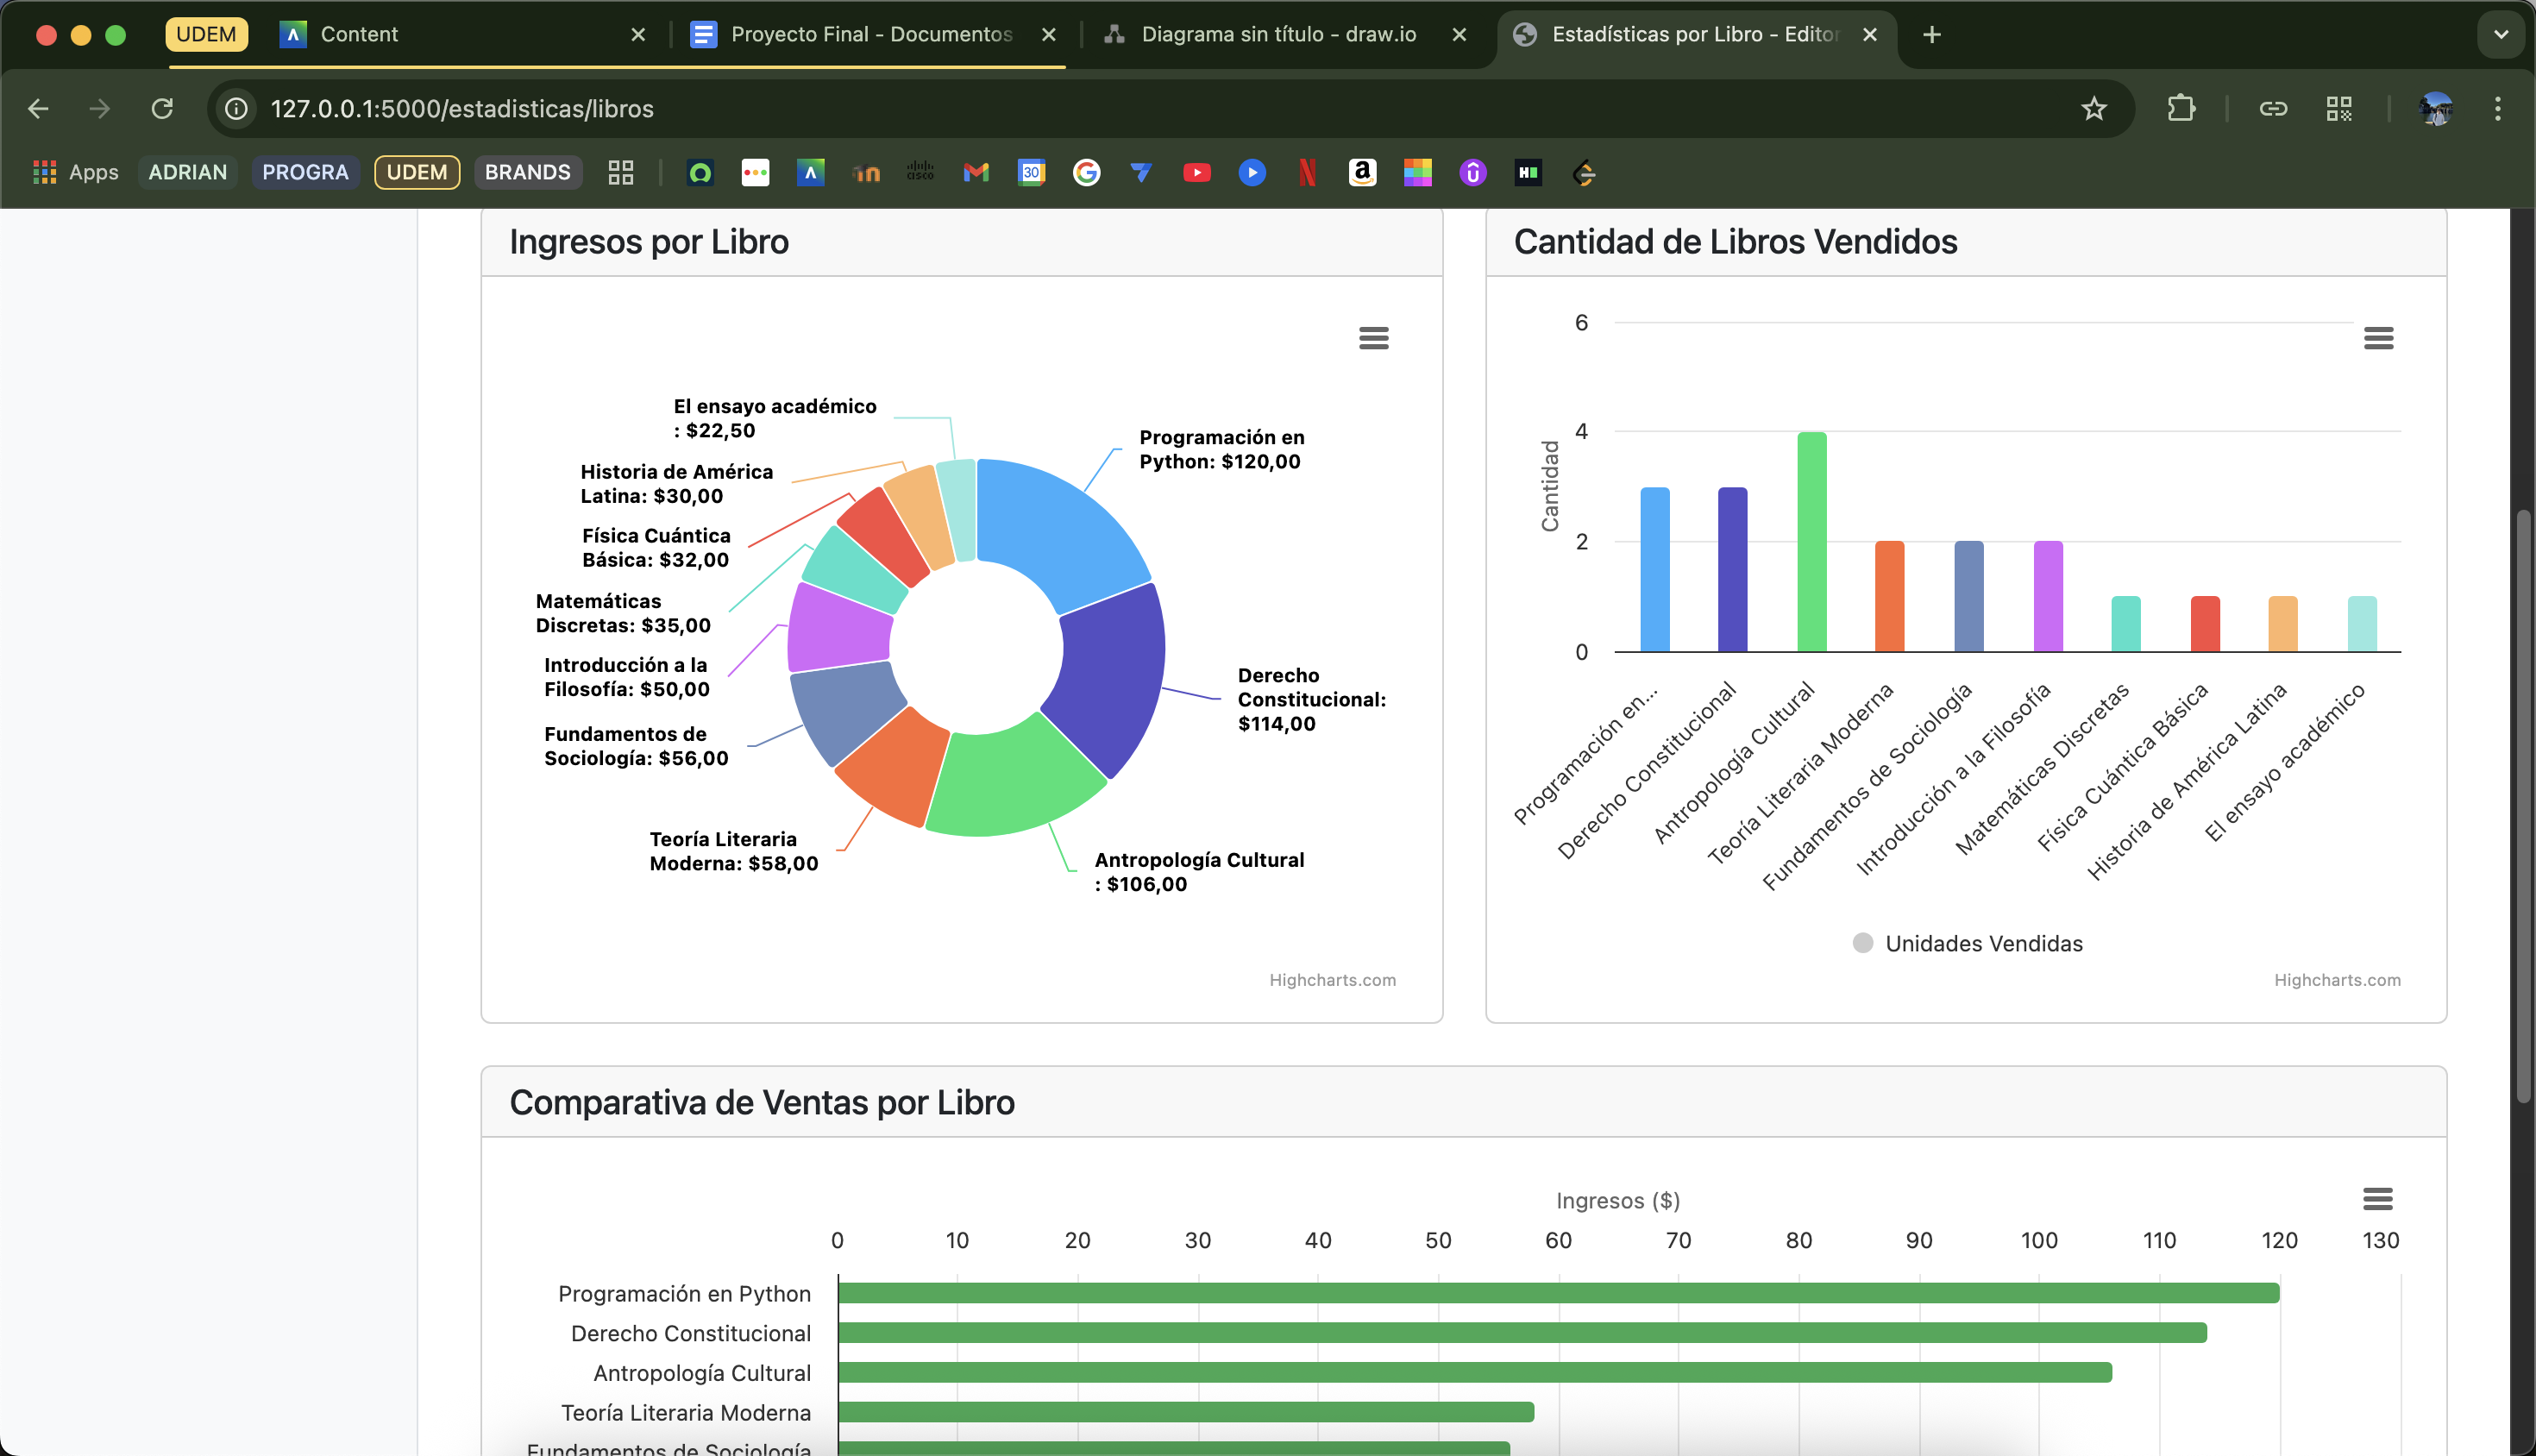 UDEM
Content
Proyecto Final - Documentos
Diagrama sin título - draw.io
Estadísticas por Libro - Editor
127.0.0.1:5000/estadisticas/libros
Apps
ADRIAN
PROGRA
UDEM
BRANDS
cisco
30
Ingresos por Libro
El ensayo académico
: $22,50
Historia de América
Latina: $30,00
Física Cuántica
Básica: $32,00
Matemáticas
Discretas: $35,00
Introducción a la
Filosofía: $50,00
Fundamentos de
Sociología: $56,00
Teoría Literaria
Moderna: $58,00
Programación en
Python: $120,00
Derecho
Constitucional:
$114,00
Antropología Cultural
: $106,00
Highcharts.com
Cantidad de Libros Vendidos
Cantidad
6
4
2
0
Programación en...
Derecho Constitucional
Antropología Cultural
Teoría Literaria Moderna
Fundamentos de Sociología
Introducción a la Filosofía
Matemáticas Discretas
Física Cuántica Básica
Historia de América Latina
El ensayo académico
Unidades Vendidas
Highcharts.com
Comparativa de Ventas por Libro
Ingresos ($)
0 10 20 30 40 50 60 70 80 90 100 110 120 130
Programación en Python
Derecho Constitucional
Antropología Cultural
Teoría Literaria Moderna
Fundamentos de Sociología